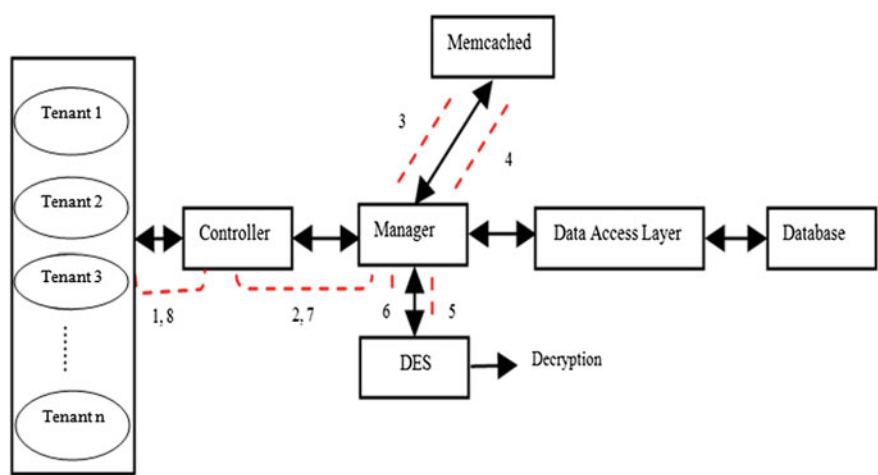 Memcached
Tenant 1
3
4
Tenant 2
Controller
Manager
Data Access Layer
Database
Tenant 3
1, 8
2, 7
6
5
DES
Decryption
Tenant n